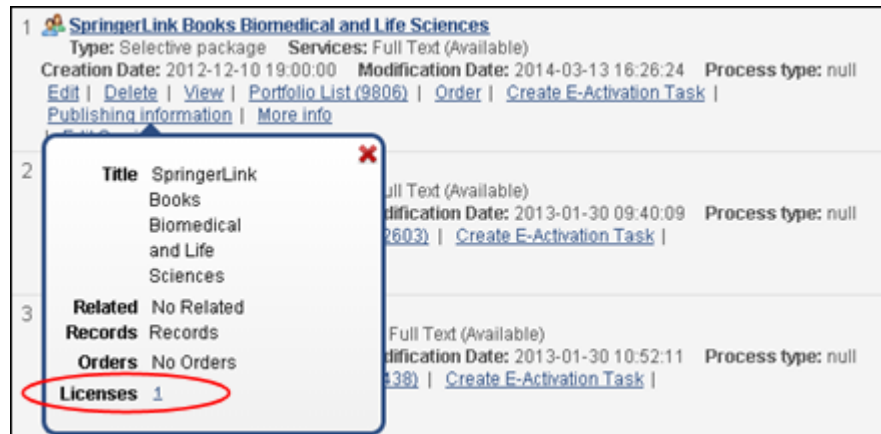 1 SpringerLink Books Biomedical and Life Sciences
Type: Selective package Services: Full Text (Available)
Creation Date: 2012-12-10 19:00:00 Modification Date: 2014-03-13 16:26:24 Process type: null
Edit | Delete | View | Portfolio List (9806) | Order | Create E-Activation Task |
Publishing information | More info
|
2
Title SpringerLink
Books
Biomedical
and Life
Sciences
Related No Related
Records Records
Orders No Orders
Licenses 1
Full Text (Available)
dification Date: 2013-01-30 09:40:09 Process type: null
2603) | Create E-Activation Task |
3
Full Text (Available)
dification Date: 2013-01-30 10:52:11 Process type: null
438) | Create E-Activation Task |